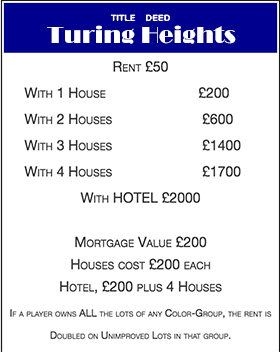 TITLE DEED
Turing Heights
RENT £50
WITH 1 HOUSE £200
WITH 2 HOUSES £600
WITH 3 HOUSES £1400
WITH 4 HOUSES £1700
WITH HOTEL £2000
MORTGAGE VALUE £200
HOUSES COST £200 EACH
HOTEL, £200 PLUS 4 HOUSES
IF A PLAYER OWNS ALL THE LOTS OF ANY COLOR-GROUP, THE RENT IS
DOUBLED ON UNIMPROVED LOTS IN THAT GROUP.